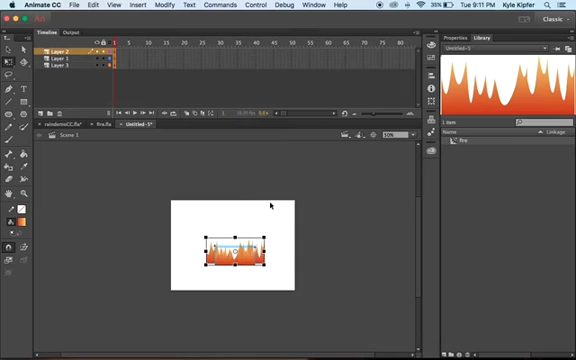 Animate CC File Edit View Insert Modify Text Commands Control Debug Window Help 35% Tue 9:11 PM Kyle Kipfer
An Classic
Timeline Output
1 5 10 15 20 25 30 35 40 45 50 55 60 65 70 75 80
Layer 2
Layer 1
Layer 3
Properties Library
Untitled-5
raindemoCC.fla* fire.fla Untitled-5*
Scene 1 50%
1 item
Name Linkage
fire